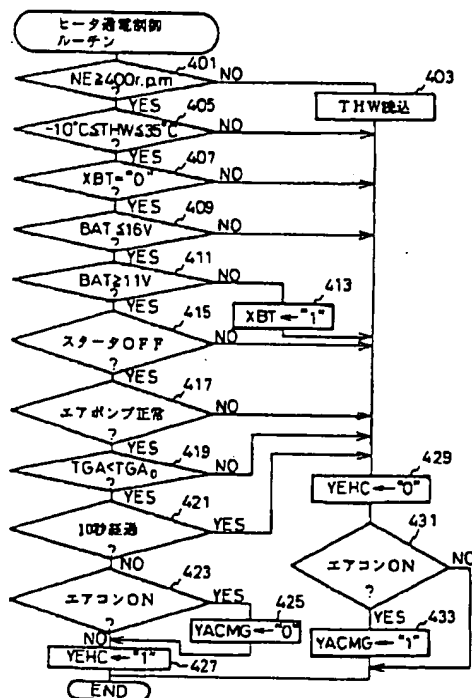 ヒータ通電制御
ルーチン
401
NE≧400r.p.m
?
NO
YES
403
THW読込
405
-10°C≦THW≦35°C
?
NO
YES
407
XBT="0"
?
NO
YES
409
BAT≦16V
?
NO
YES
411
BAT≧11V
?
NO
YES
413
XBT←"1"
415
スタータOFF
?
NO
YES
417
エアポンプ正常
?
NO
YES
419
TGA<TGA₀
?
NO
YES
421
10秒経過
?
YES
NO
423
エアコンON
?
YES
NO
425
YACMG←"0"
YEHC←"1"
427
END
429
YEHC←"0"
431
エアコンON
?
NO
YES
433
YACMG←"1"